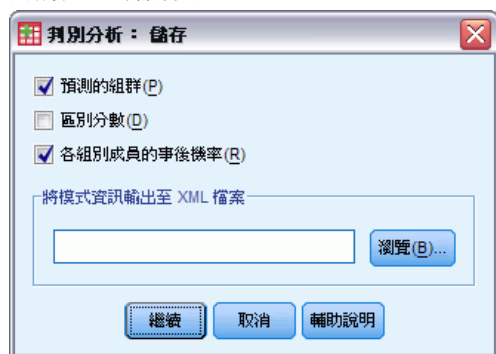 判別分析： 儲存
預測的組群(P)
區別分數(D)
各組別成員的事後機率(R)
將模式資訊輸出至 XML 檔案
瀏覽(B)...
繼續
取消
輔助說明